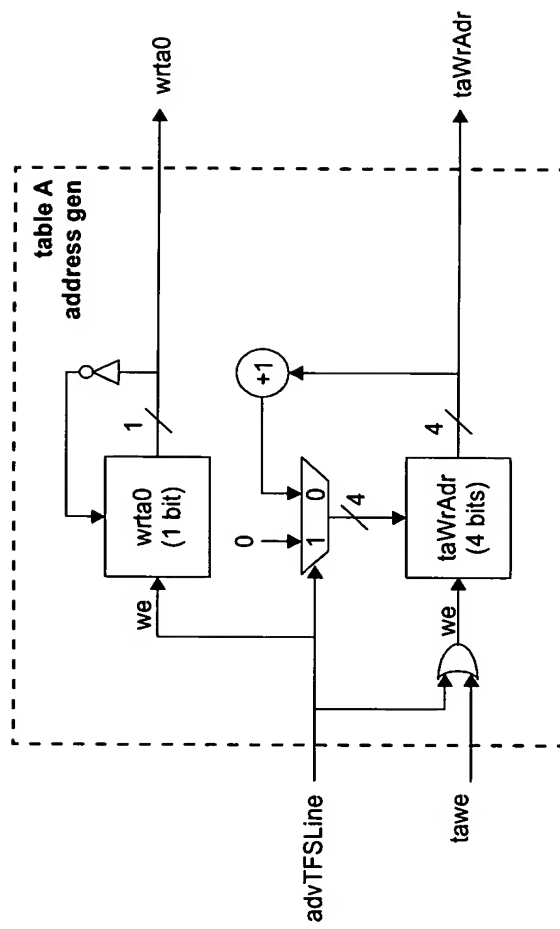 table A
address gen
wrta0
1
wrta0
(1 bit)
we
+1
0
1 0
4
taWrAdr
4
taWrAdr
(4 bits)
we
advTFSLine
tawe